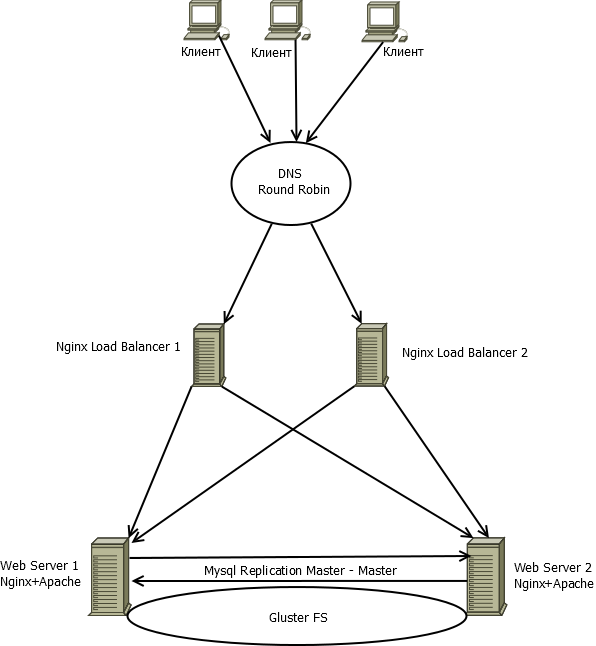 Клиент
Клиент
Клиент
DNS
Round Robin
Nginx Load Balancer 1
Nginx Load Balancer 2
Web Server 1
Nginx+Apache
Mysql Replication Master - Master
Web Server 2
Nginx+Apache
Gluster FS